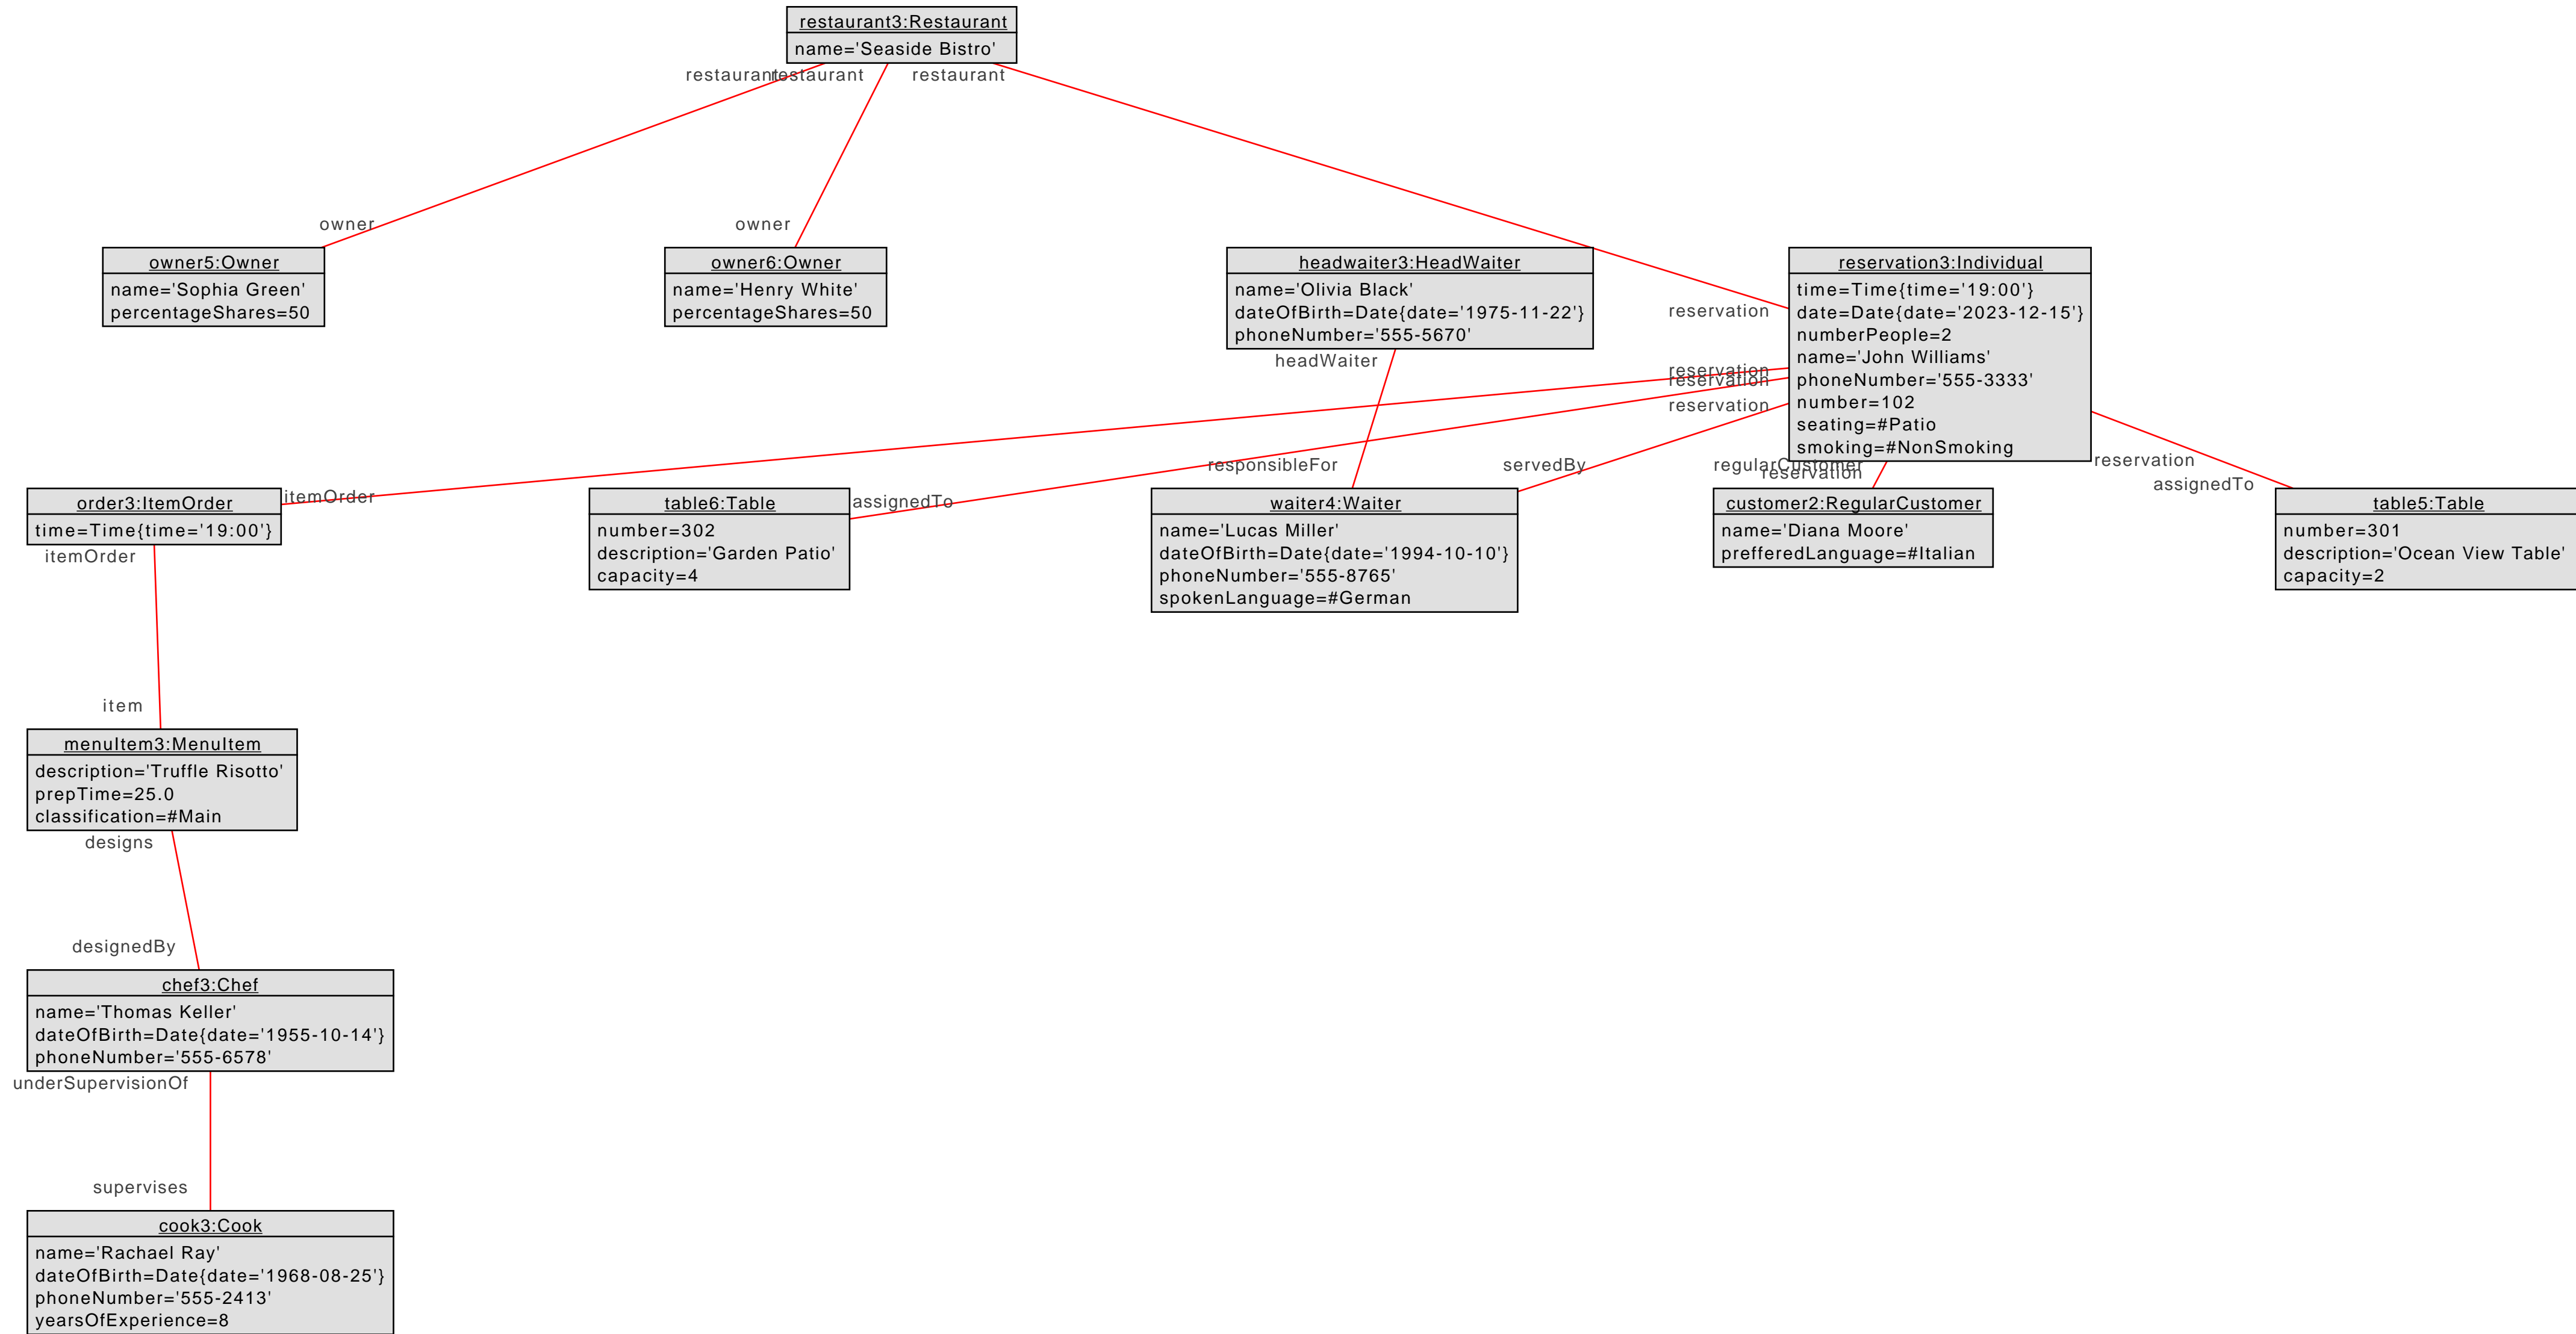 restaurant3:Restaurant
name='Seaside Bistro'
restaurant
restaurant
restaurant
owner
owner
owner5:Owner
name='Sophia Green'
percentageShares=50
owner6:Owner
name='Henry White'
percentageShares=50
headwaiter3:HeadWaiter
name='Olivia Black'
dateOfBirth=Date{date='1975-11-22'}
phoneNumber='555-5670'
headWaiter
reservation3:Individual
time=Time{time='19:00'}
date=Date{date='2023-12-15'}
numberPeople=2
name='John Williams'
phoneNumber='555-3333'
number=102
seating=#Patio
smoking=#NonSmoking
reservation
reservation
reservation
reservation
responsibleFor
servedBy
regularCustomer
reservation
reservation
assignedTo
itemOrder
assignedTo
order3:ItemOrder
time=Time{time='19:00'}
itemOrder
table6:Table
number=302
description='Garden Patio'
capacity=4
waiter4:Waiter
name='Lucas Miller'
dateOfBirth=Date{date='1994-10-10'}
phoneNumber='555-8765'
spokenLanguage=#German
customer2:RegularCustomer
name='Diana Moore'
prefferedLanguage=#Italian
table5:Table
number=301
description='Ocean View Table'
capacity=2
item
menuItem3:MenuItem
description='Truffle Risotto'
prepTime=25.0
classification=#Main
designs
designedBy
chef3:Chef
name='Thomas Keller'
dateOfBirth=Date{date='1955-10-14'}
phoneNumber='555-6578'
underSupervisionOf
supervises
cook3:Cook
name='Rachael Ray'
dateOfBirth=Date{date='1968-08-25'}
phoneNumber='555-2413'
yearsOfExperience=8